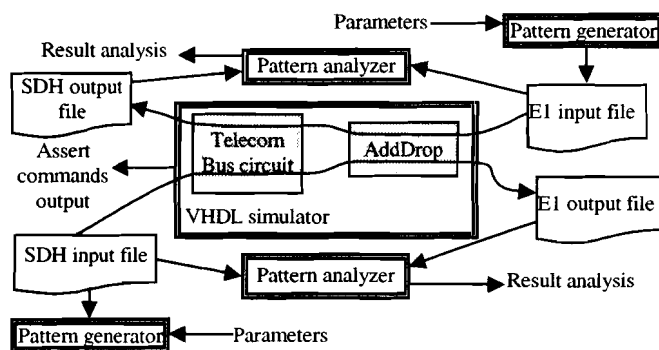 Parameters
Pattern generator
Result analysis
Pattern analyzer
SDH output
file
E1 input file
Telecom
Bus circuit
AddDrop
Assert
commands
output
VHDL simulator
E1 output file
SDH input file
Pattern analyzer
Result analysis
Pattern generator
Parameters